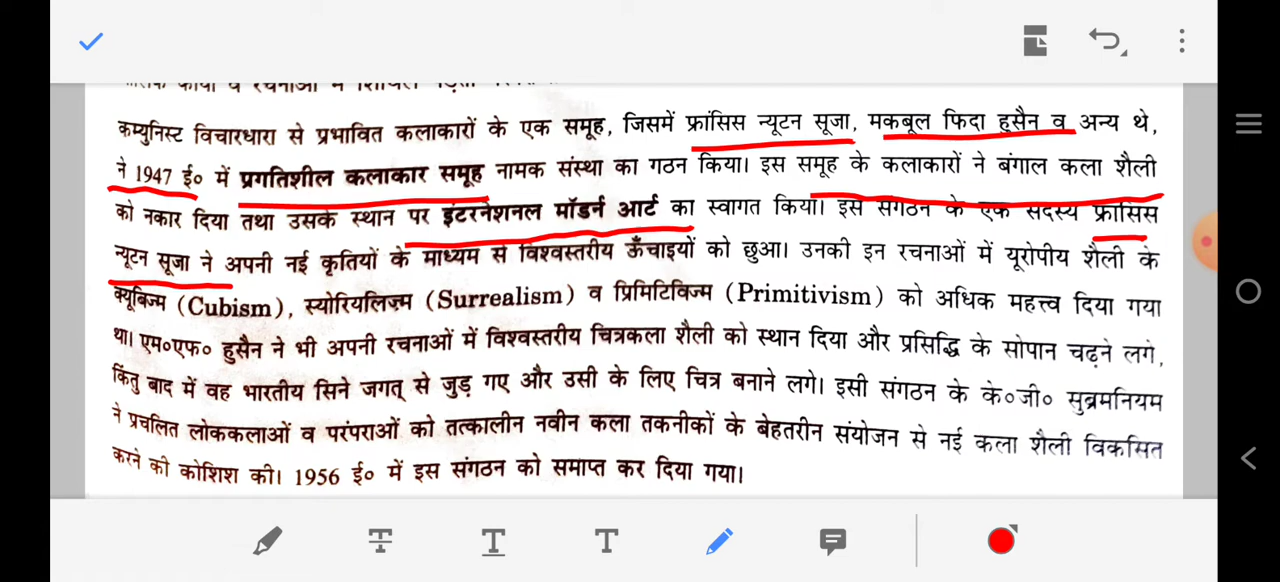 कम्युनिस्ट विचारधारा से प्रभावित कलाकारों के एक समूह, जिसमें फ्रांसिस न्यूटन सूजा, मकबूल फिदा हुसैन व अन्य थे,
ने 1947 ई० में प्रगतिशील कलाकार समूह नामक संस्था का गठन किया। इस समूह के कलाकारों ने बंगाल कला शैली
को नकार दिया तथा उसके स्थान पर इंटरनेशनल मॉडर्न आर्ट का स्वागत किया। इस संगठन के एक सदस्य फ्रांसिस
न्यूटन सूजा ने अपनी नई कृतियों के माध्यम से विश्वस्तरीय ऊँचाइयों को छुआ। उनकी इन रचनाओं में यूरोपीय शैली के
क्यूबिज्म (Cubism), स्योरियलिज़्म (Surrealism) व प्रिमिटिविज्म (Primitivism) को अधिक महत्त्व दिया गया
था। एम०एफ० हुसैन ने भी अपनी रचनाओं में विश्वस्तरीय चित्रकला शैली को स्थान दिया और प्रसिद्धि के सोपान चढ़ने लगे,
किंतु बाद में वह भारतीय सिने जगत् से जुड़ गए और उसी के लिए चित्र बनाने लगे। इसी संगठन के के०जी० सुब्रमनियम
ने प्रचलित लोककलाओं व परंपराओं को तत्कालीन नवीन कला तकनीकों के बेहतरीन संयोजन से नई कला शैली विकसित
करने की कोशिश की। 1956 ई० में इस संगठन को समाप्त कर दिया गया।
T T T